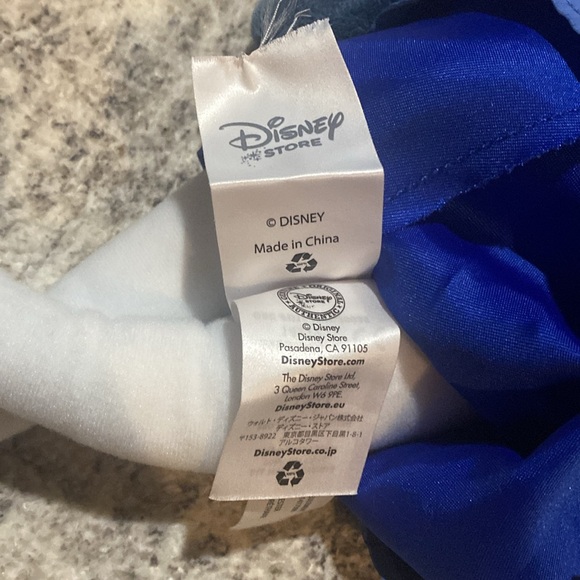 Disney
STORE
© DISNEY
Made in China
Disney
AUTHENTIC
© Disney
Disney Store
Pasadena, CA 91105
DisneyStore.com
The Disney Store Ltd,
3 Queen Caroline Street,
London W6 9PE.
DisneyStore.eu
ウォルト・ディズニー・ジャパン株式会社
ディズニー・ストア
〒153-8922 東京都目黒区下目黒1-8-1
アルコタワー
DisneyStore.co.jp